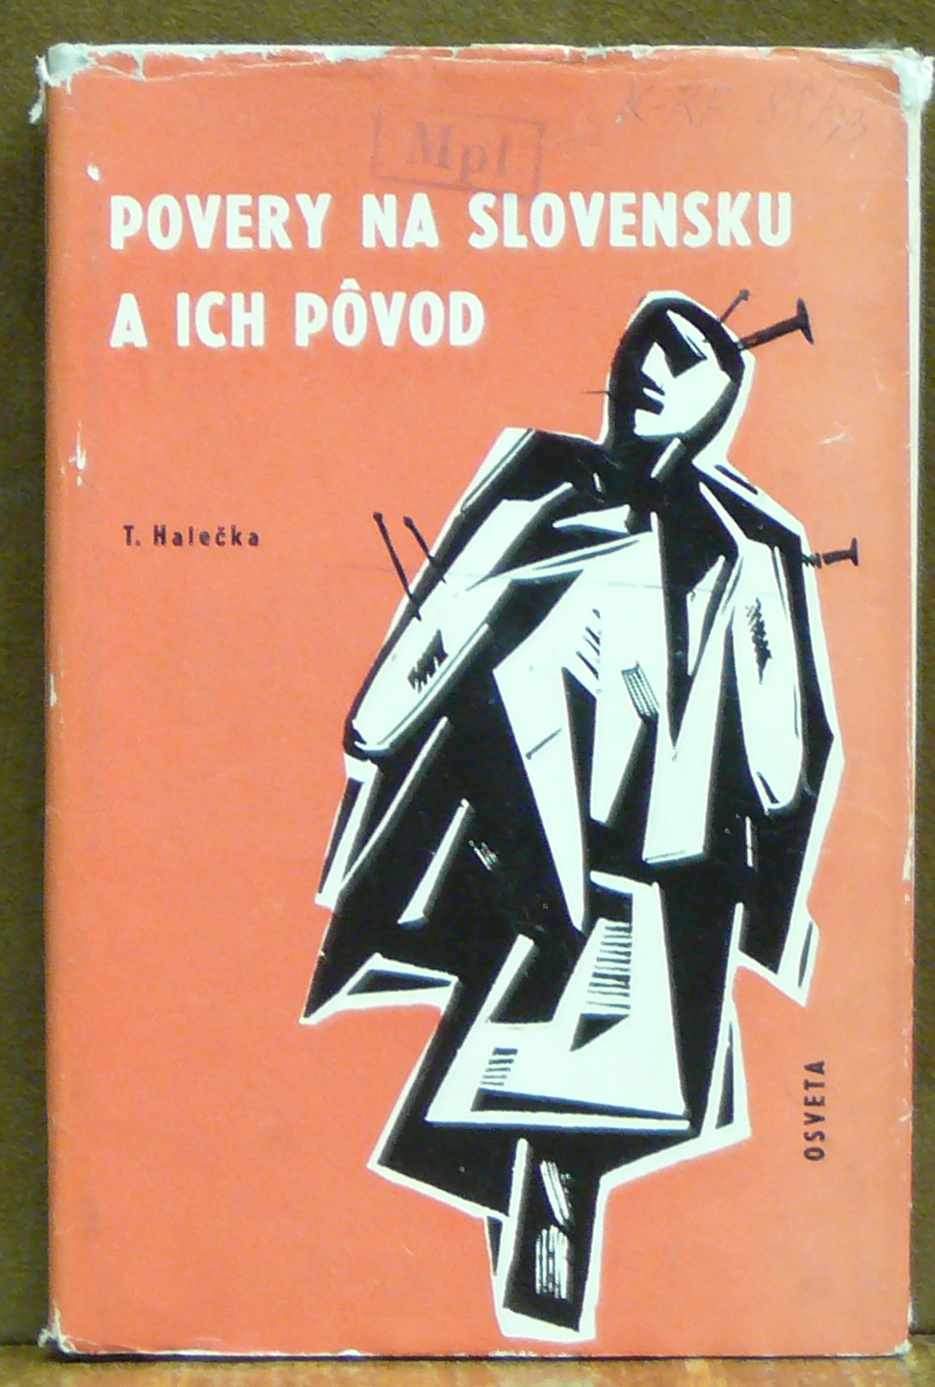 Mpl
POVERY NA SLOVENSKU
A ICH PÔVOD
T. Halečka
OSVETA